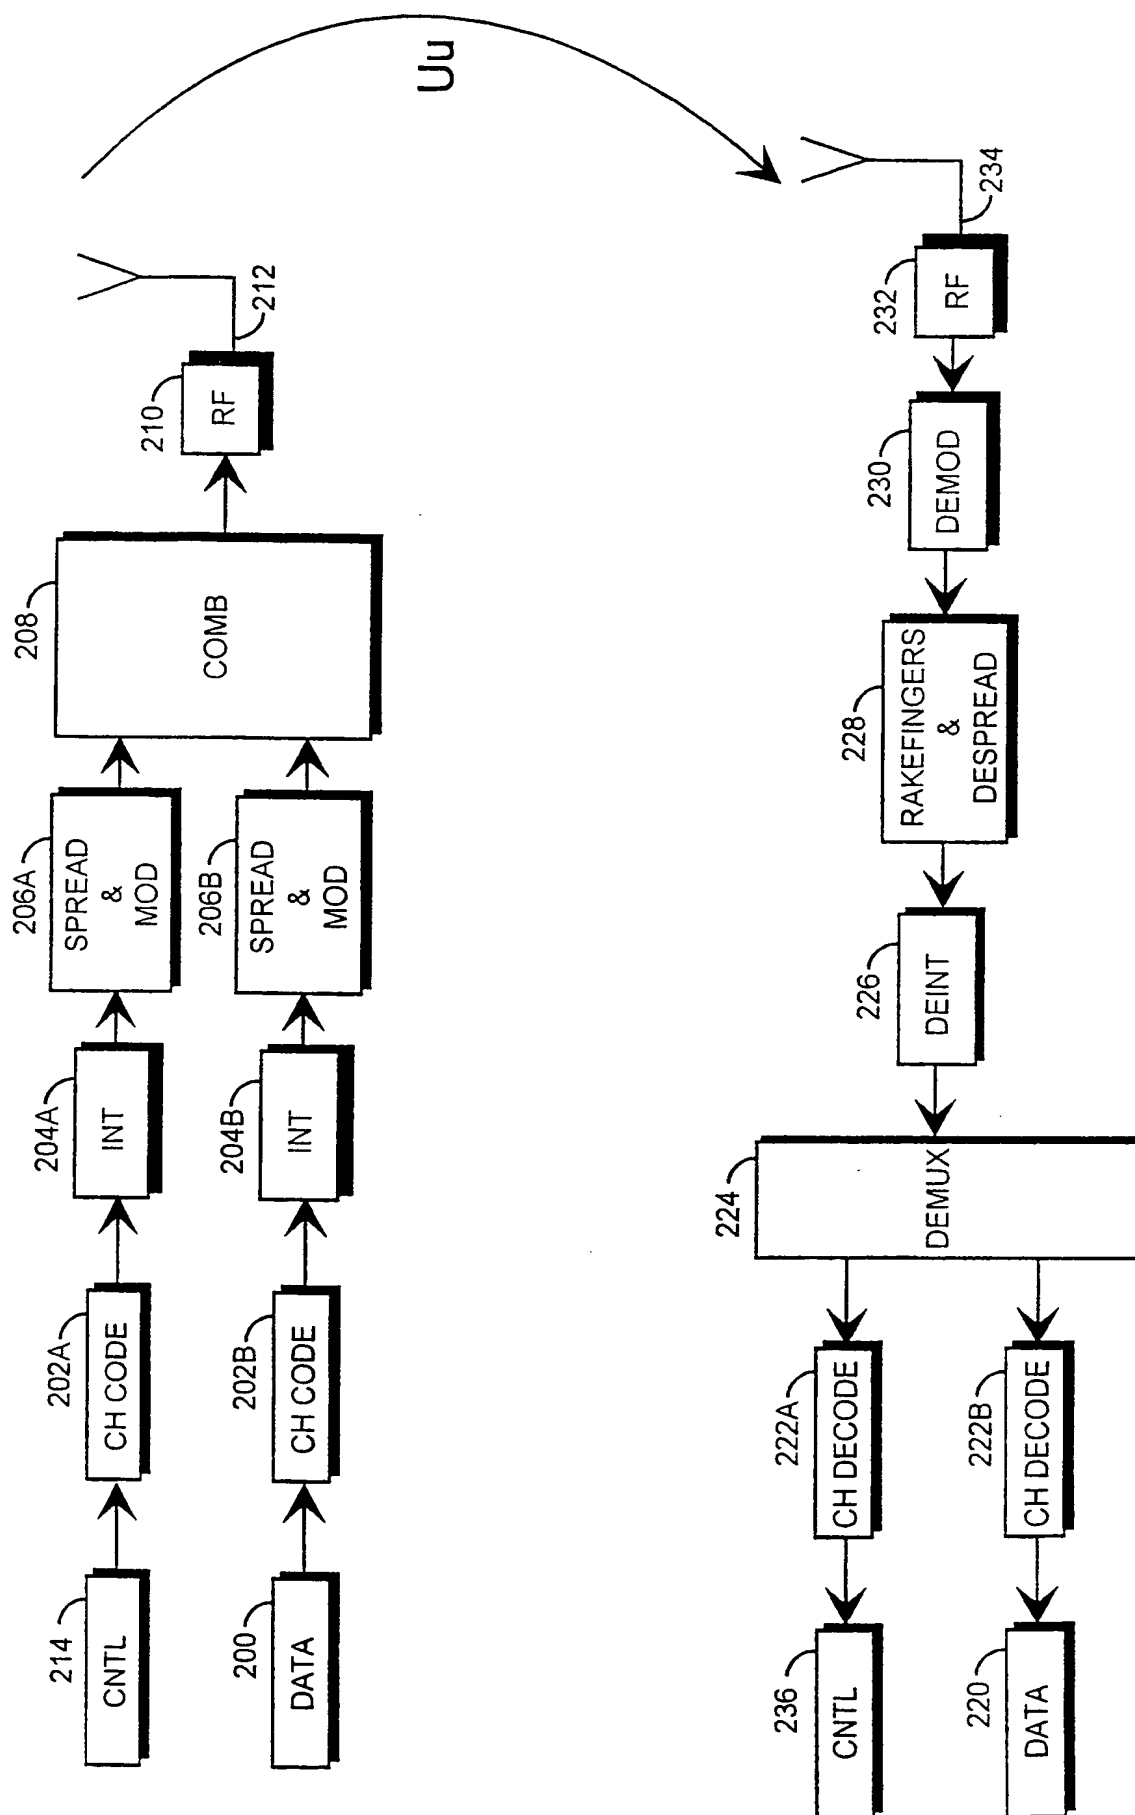 214
CNTL
202A
CH CODE
204A
INT
206A
SPREAD
&
MOD
208
COMB
210
RF
212
200
DATA
202B
CH CODE
204B
INT
206B
SPREAD
&
MOD
Uu
236
CNTL
222A
CH DECODE
220
DATA
222B
CH DECODE
224
DEMUX
226
DEINT
228
RAKEFINGERS
&
DESPREAD
230
DEMOD
232
RF
234